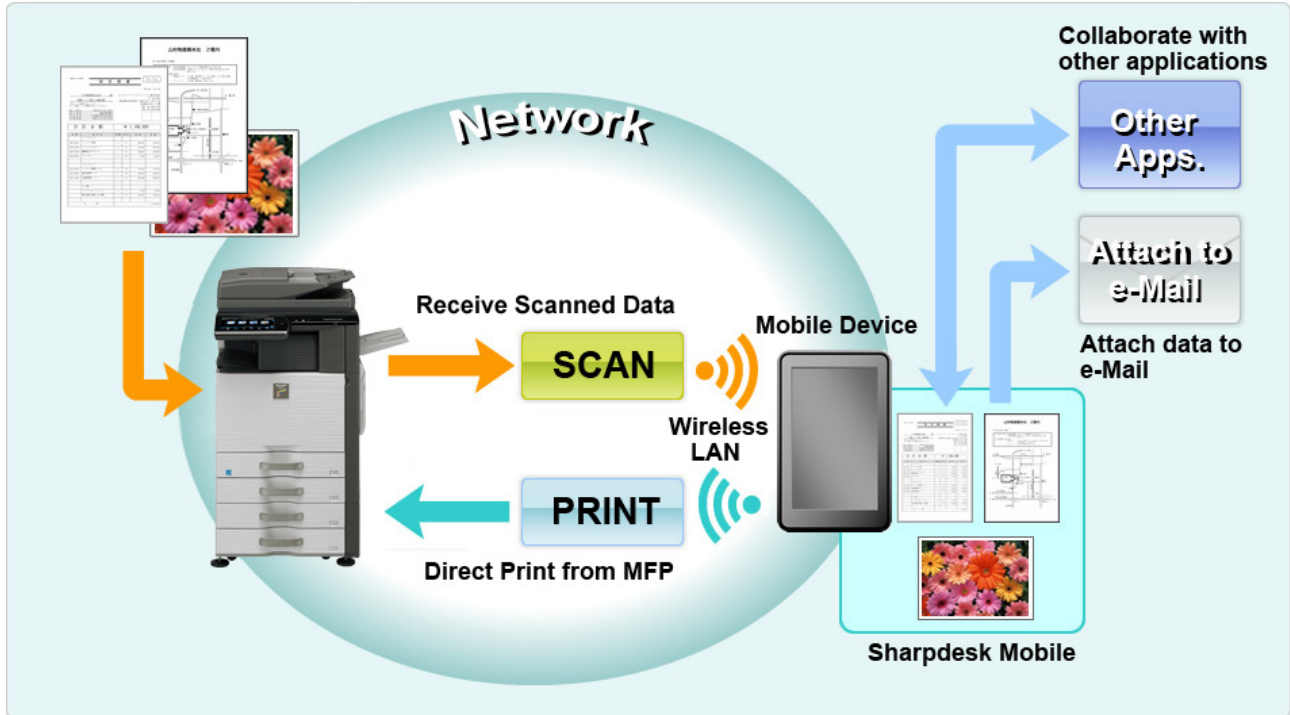 Collaborate with
other applications
Network
Other
Apps.
Attach to
e-Mail
Attach data to
e-Mail
Receive Scanned Data
SCAN
Mobile Device
Wireless
LAN
PRINT
Direct Print from MFP
Sharpdesk Mobile